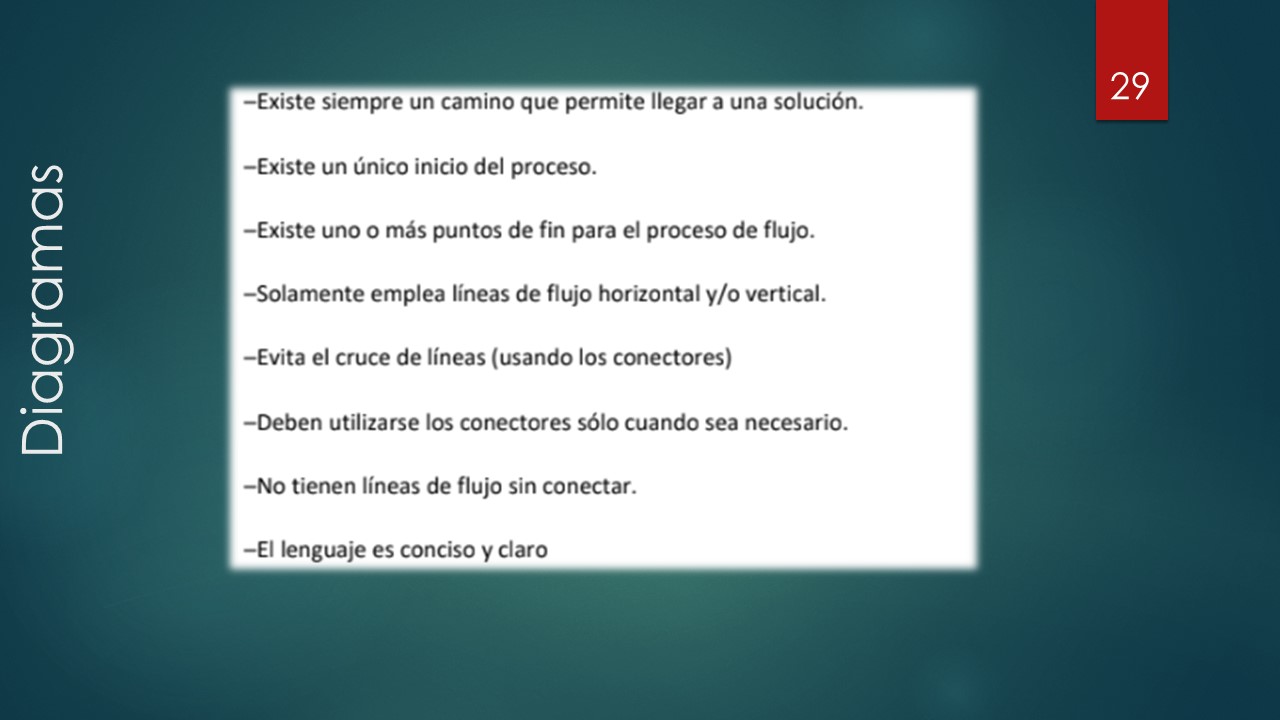 29
Diagramas
–Existe siempre un camino que permite llegar a una solución.
–Existe un único inicio del proceso.
–Existe uno o más puntos de fin para el proceso de flujo.
–Solamente emplea líneas de flujo horizontal y/o vertical.
–Evita el cruce de líneas (usando los conectores)
–Deben utilizarse los conectores sólo cuando sea necesario.
–No tienen líneas de flujo sin conectar.
–El lenguaje es conciso y claro